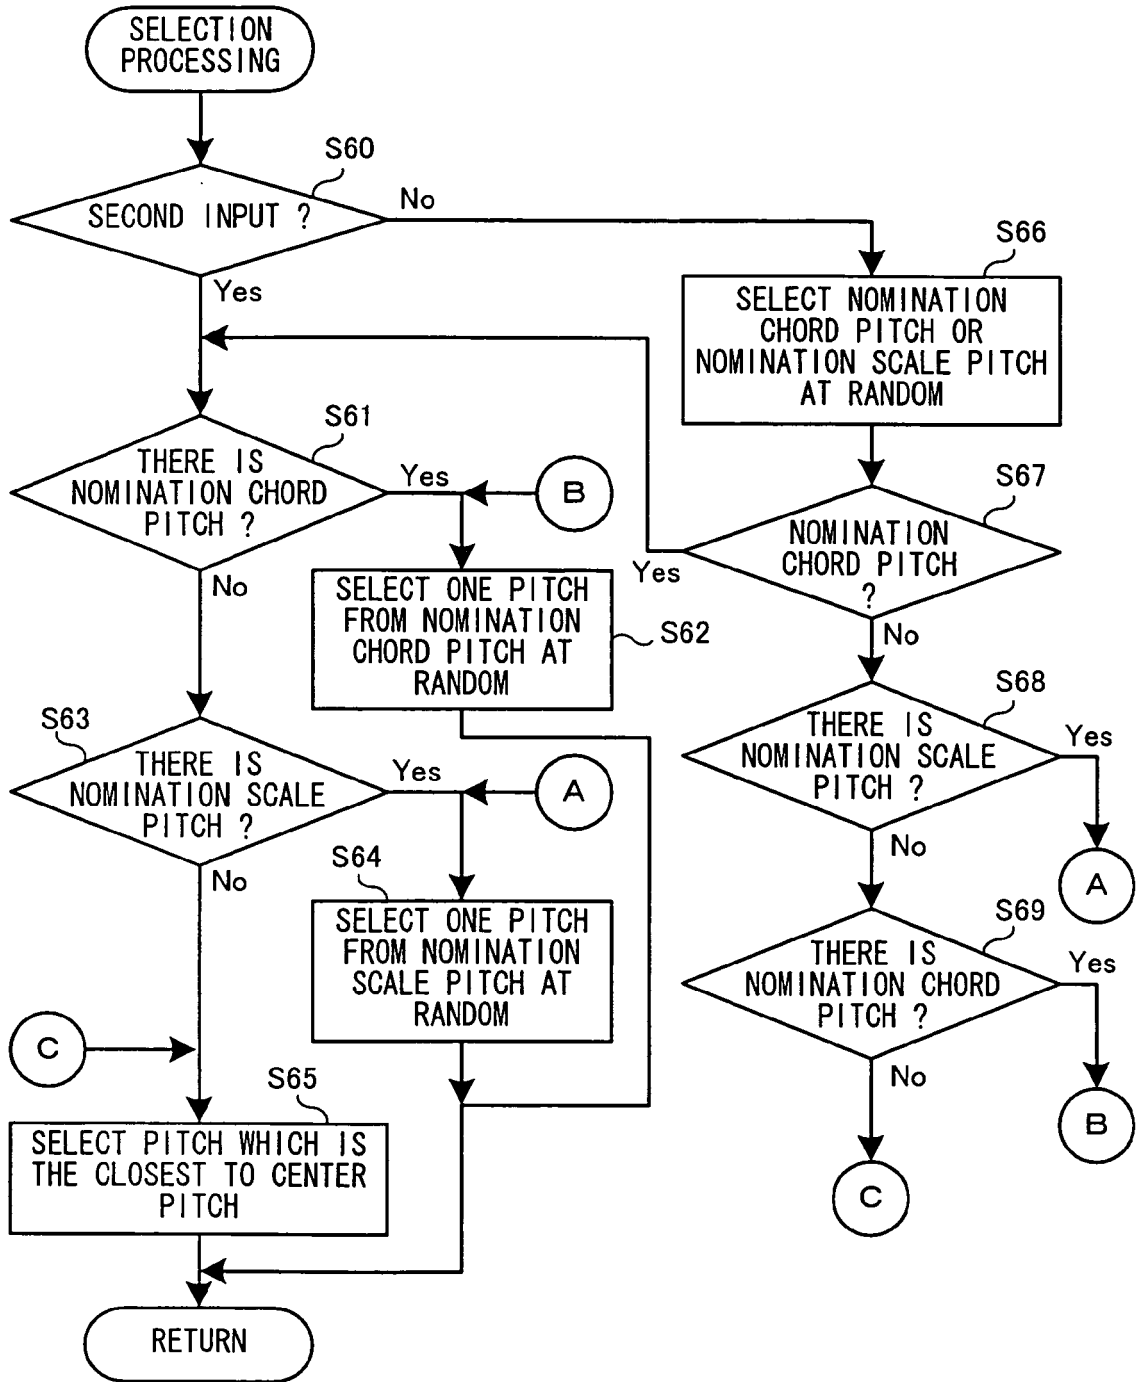 SELECTION
PROCESSING
S60
SECOND INPUT ?
No
Yes
S66
SELECT NOMINATION
CHORD PITCH OR
NOMINATION SCALE PITCH
AT RANDOM
S61
THERE IS
NOMINATION CHORD
PITCH ?
Yes
B
No
S67
NOMINATION
CHORD PITCH
?
Yes
No
SELECT ONE PITCH
FROM NOMINATION
CHORD PITCH AT
RANDOM
S62
S63
THERE IS
NOMINATION SCALE
PITCH ?
Yes
A
No
S68
THERE IS
NOMINATION SCALE
PITCH ?
Yes
A
No
S64
SELECT ONE PITCH
FROM NOMINATION
SCALE PITCH AT
RANDOM
S69
THERE IS
NOMINATION CHORD
PITCH ?
Yes
B
No
C
C
S65
SELECT PITCH WHICH IS
THE CLOSEST TO CENTER
PITCH
RETURN